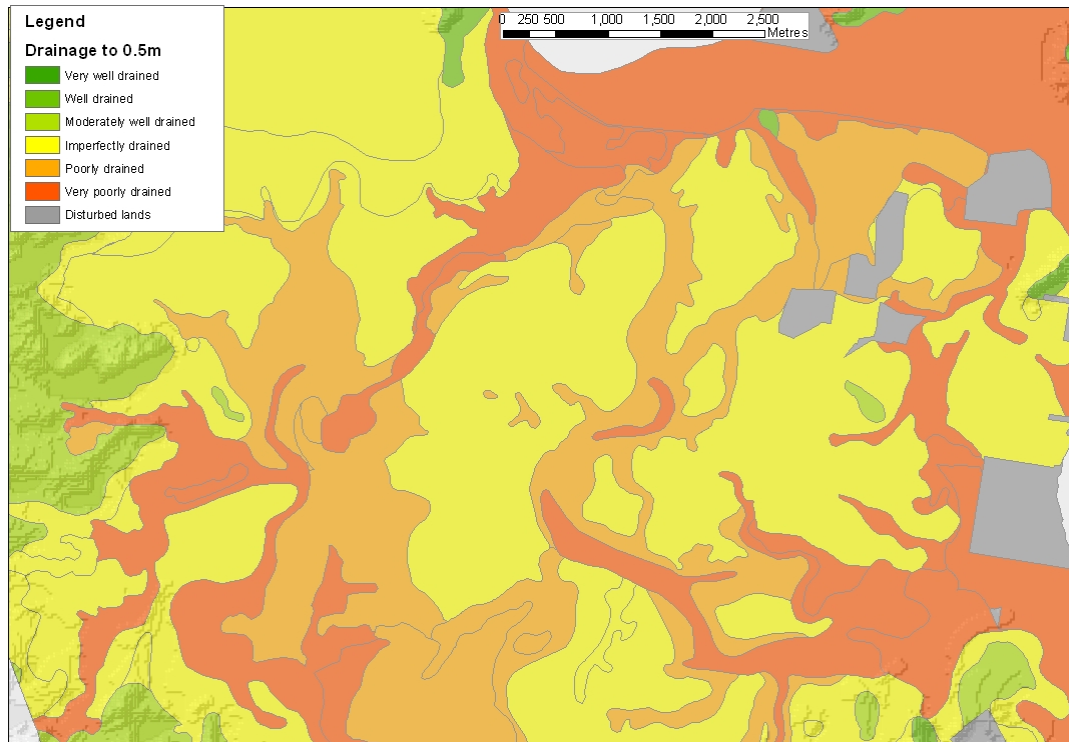 Legend
Drainage to 0.5m
Very well drained
Well drained
Moderately well drained
Imperfectly drained
Poorly drained
Very poorly drained
Disturbed lands
0 250 500 1,000 1,500 2,000 2,500
Metres